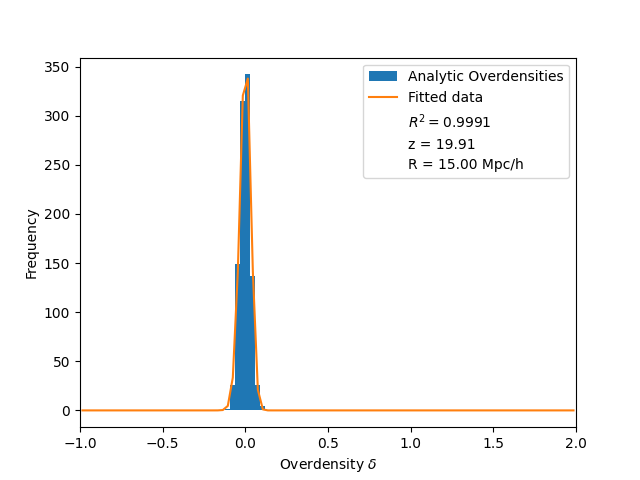 350
300
250
200
150
100
50
0
Frequency
−1.0 −0.5 0.0 0.5 1.0 1.5 2.0
Overdensity δ
Analytic Overdensities
Fitted data
R² = 0.9991
z = 19.91
R = 15.00 Mpc/h